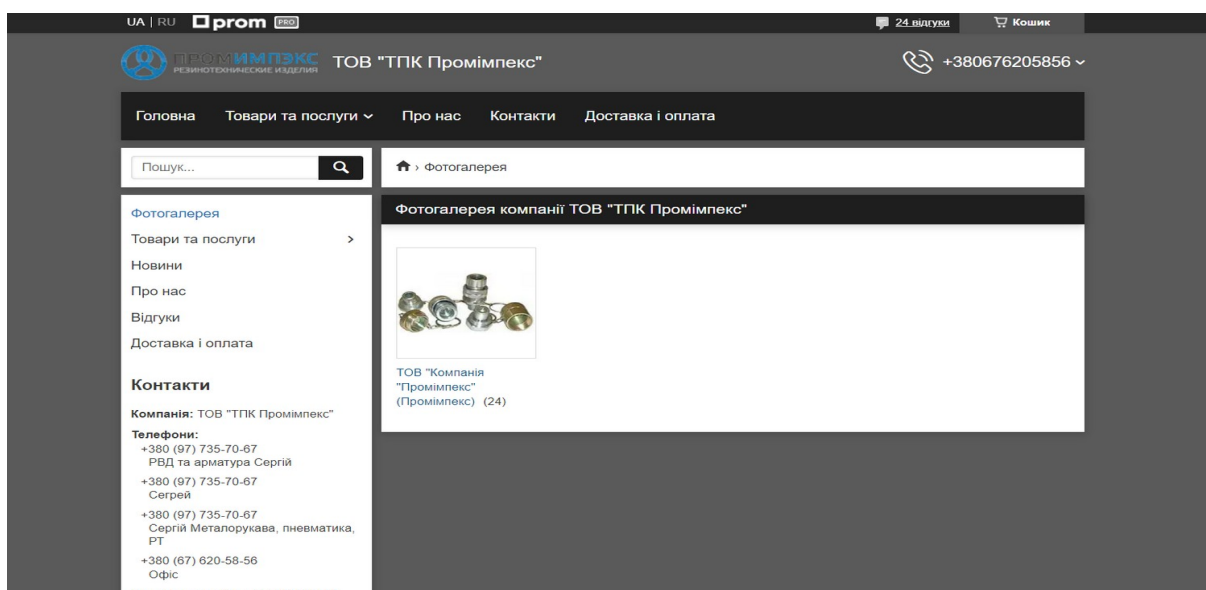 UA | RU prom PRO
24 відгуки
Кошик
ПРОМИМПЭКС
РЕЗИНОТЕХНИЧЕСКИЕ ИЗДЕЛИЯ
ТОВ "ТПК Промімпекс"
+380676205856
Головна Товари та послуги Про нас Контакти Доставка і оплата
Пошук...
› Фотогалерея
Фотогалерея
Товари та послуги
Новини
Про нас
Відгуки
Доставка і оплата
Контакти
Компанія: ТОВ "ТПК Промімпекс"
Телефони:
+380 (97) 735-70-67
РВД та арматура Сергій
+380 (97) 735-70-67
Сегрей
+380 (97) 735-70-67
Сергій Металорукава, пневматика,
РТ
+380 (67) 620-58-56
Офіс
Фотогалерея компанії ТОВ "ТПК Промімпекс"
ТОВ "Компанія
"Промімпекс"
(Промімпекс) (24)